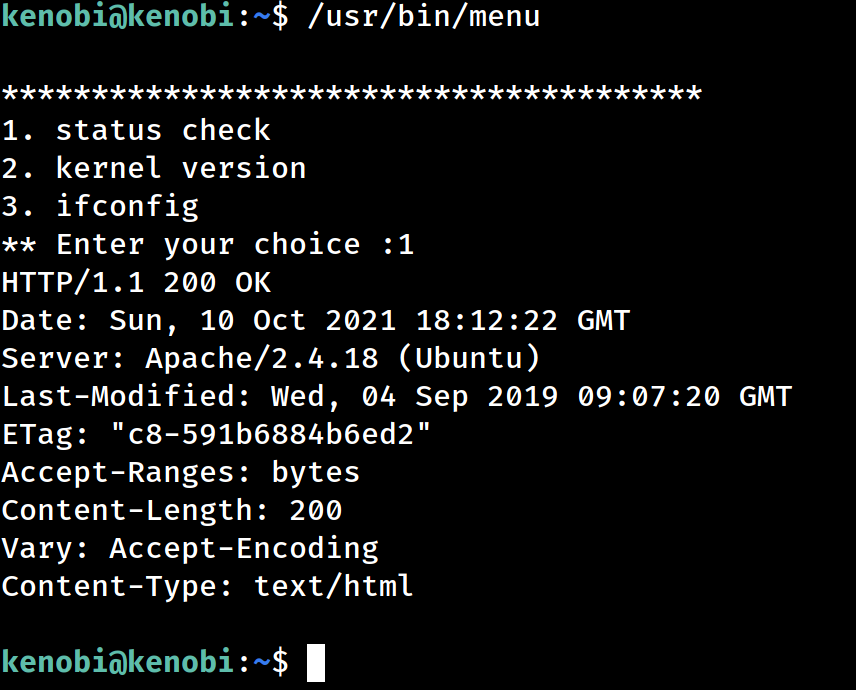 kenobi@kenobi:~$ /usr/bin/menu
***************************************
1. status check
2. kernel version
3. ifconfig
** Enter your choice :1
HTTP/1.1 200 OK
Date: Sun, 10 Oct 2021 18:12:22 GMT
Server: Apache/2.4.18 (Ubuntu)
Last-Modified: Wed, 04 Sep 2019 09:07:20 GMT
ETag: "c8-591b6884b6ed2"
Accept-Ranges: bytes
Content-Length: 200
Vary: Accept-Encoding
Content-Type: text/html
kenobi@kenobi:~$